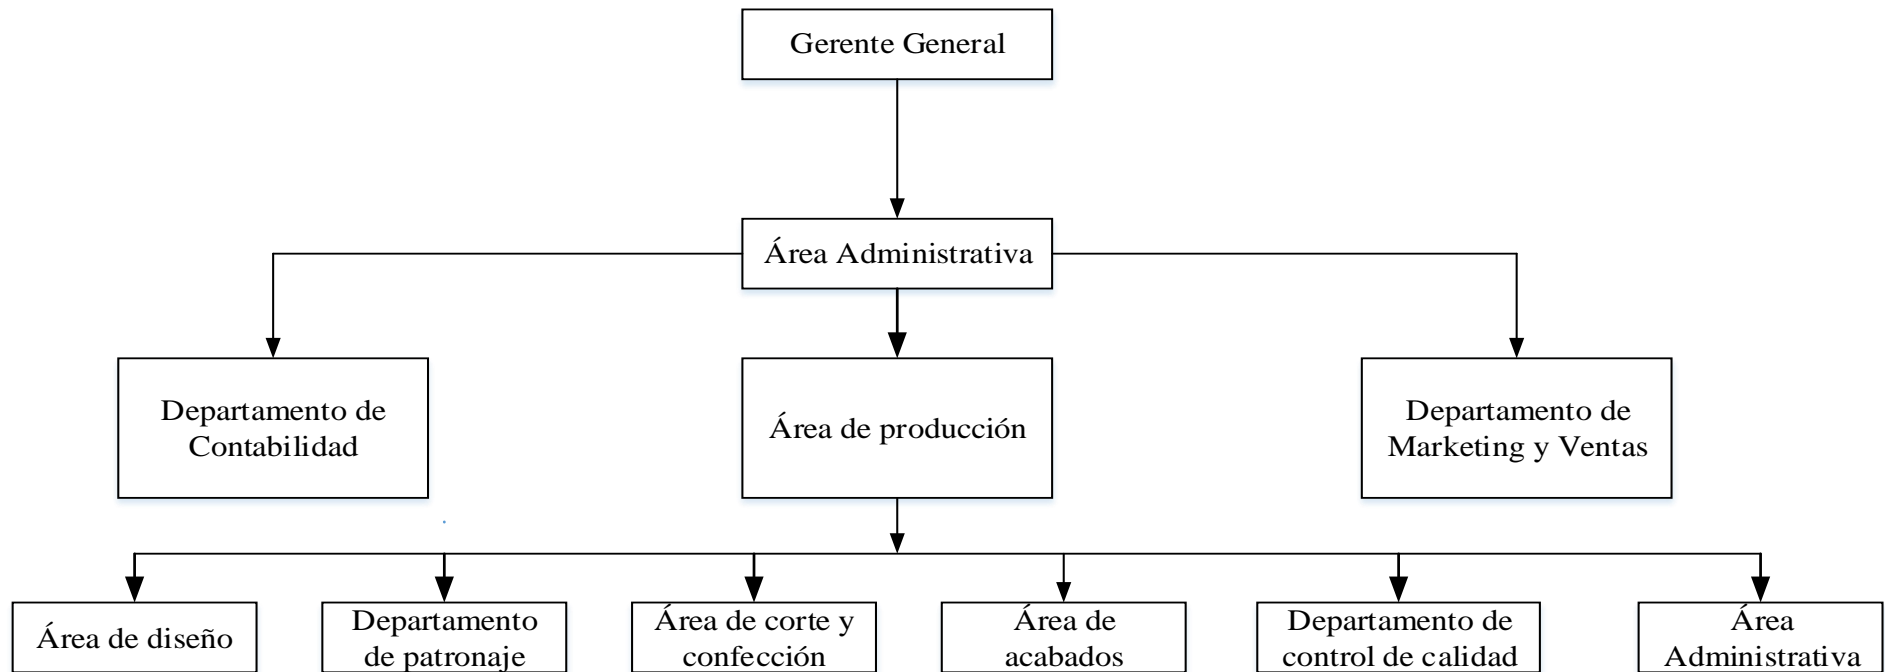 Gerente General
Área Administrativa
Departamento de
Contabilidad
Área de producción
Departamento de
Marketing y Ventas
Área de diseño
Departamento
de patronaje
Área de corte y
confección
Área de
acabados
Departamento de
control de calidad
Área
Administrativa